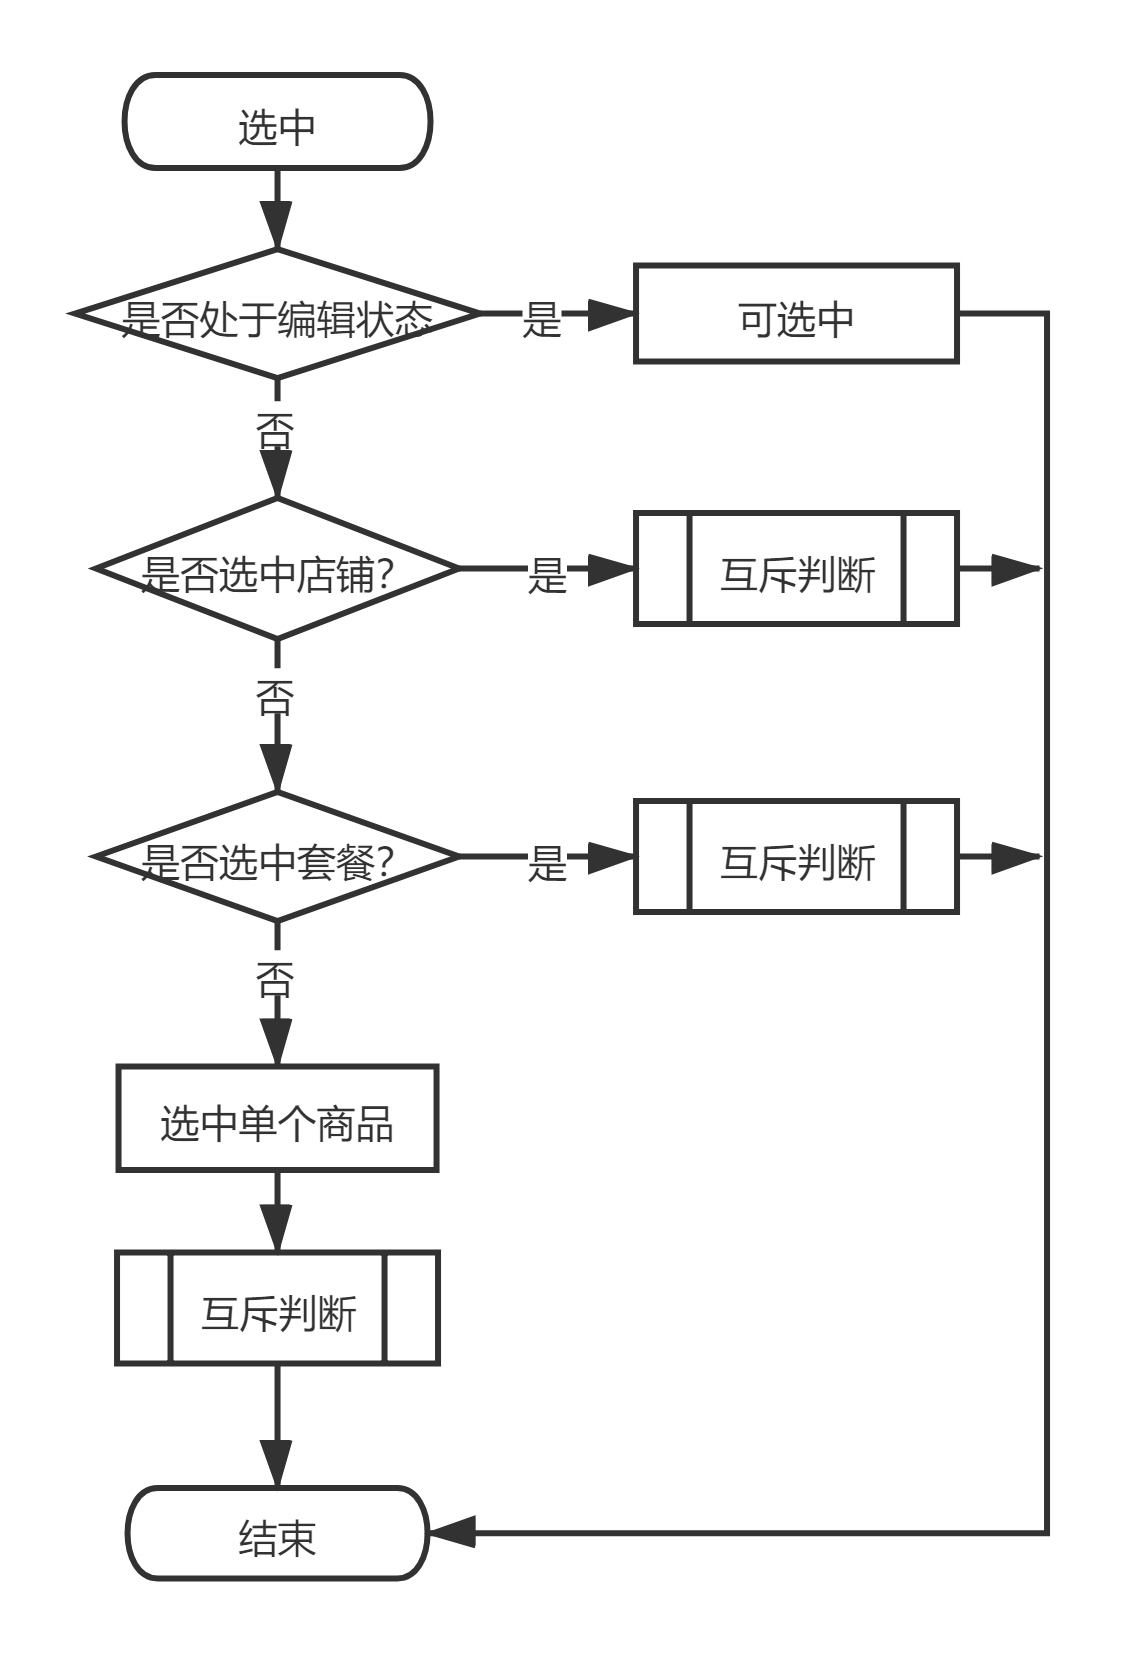 选中
是否处于编辑状态
是
可选中
否
是否选中店铺?
是
互斥判断
否
是否选中套餐?
是
互斥判断
否
选中单个商品
互斥判断
结束